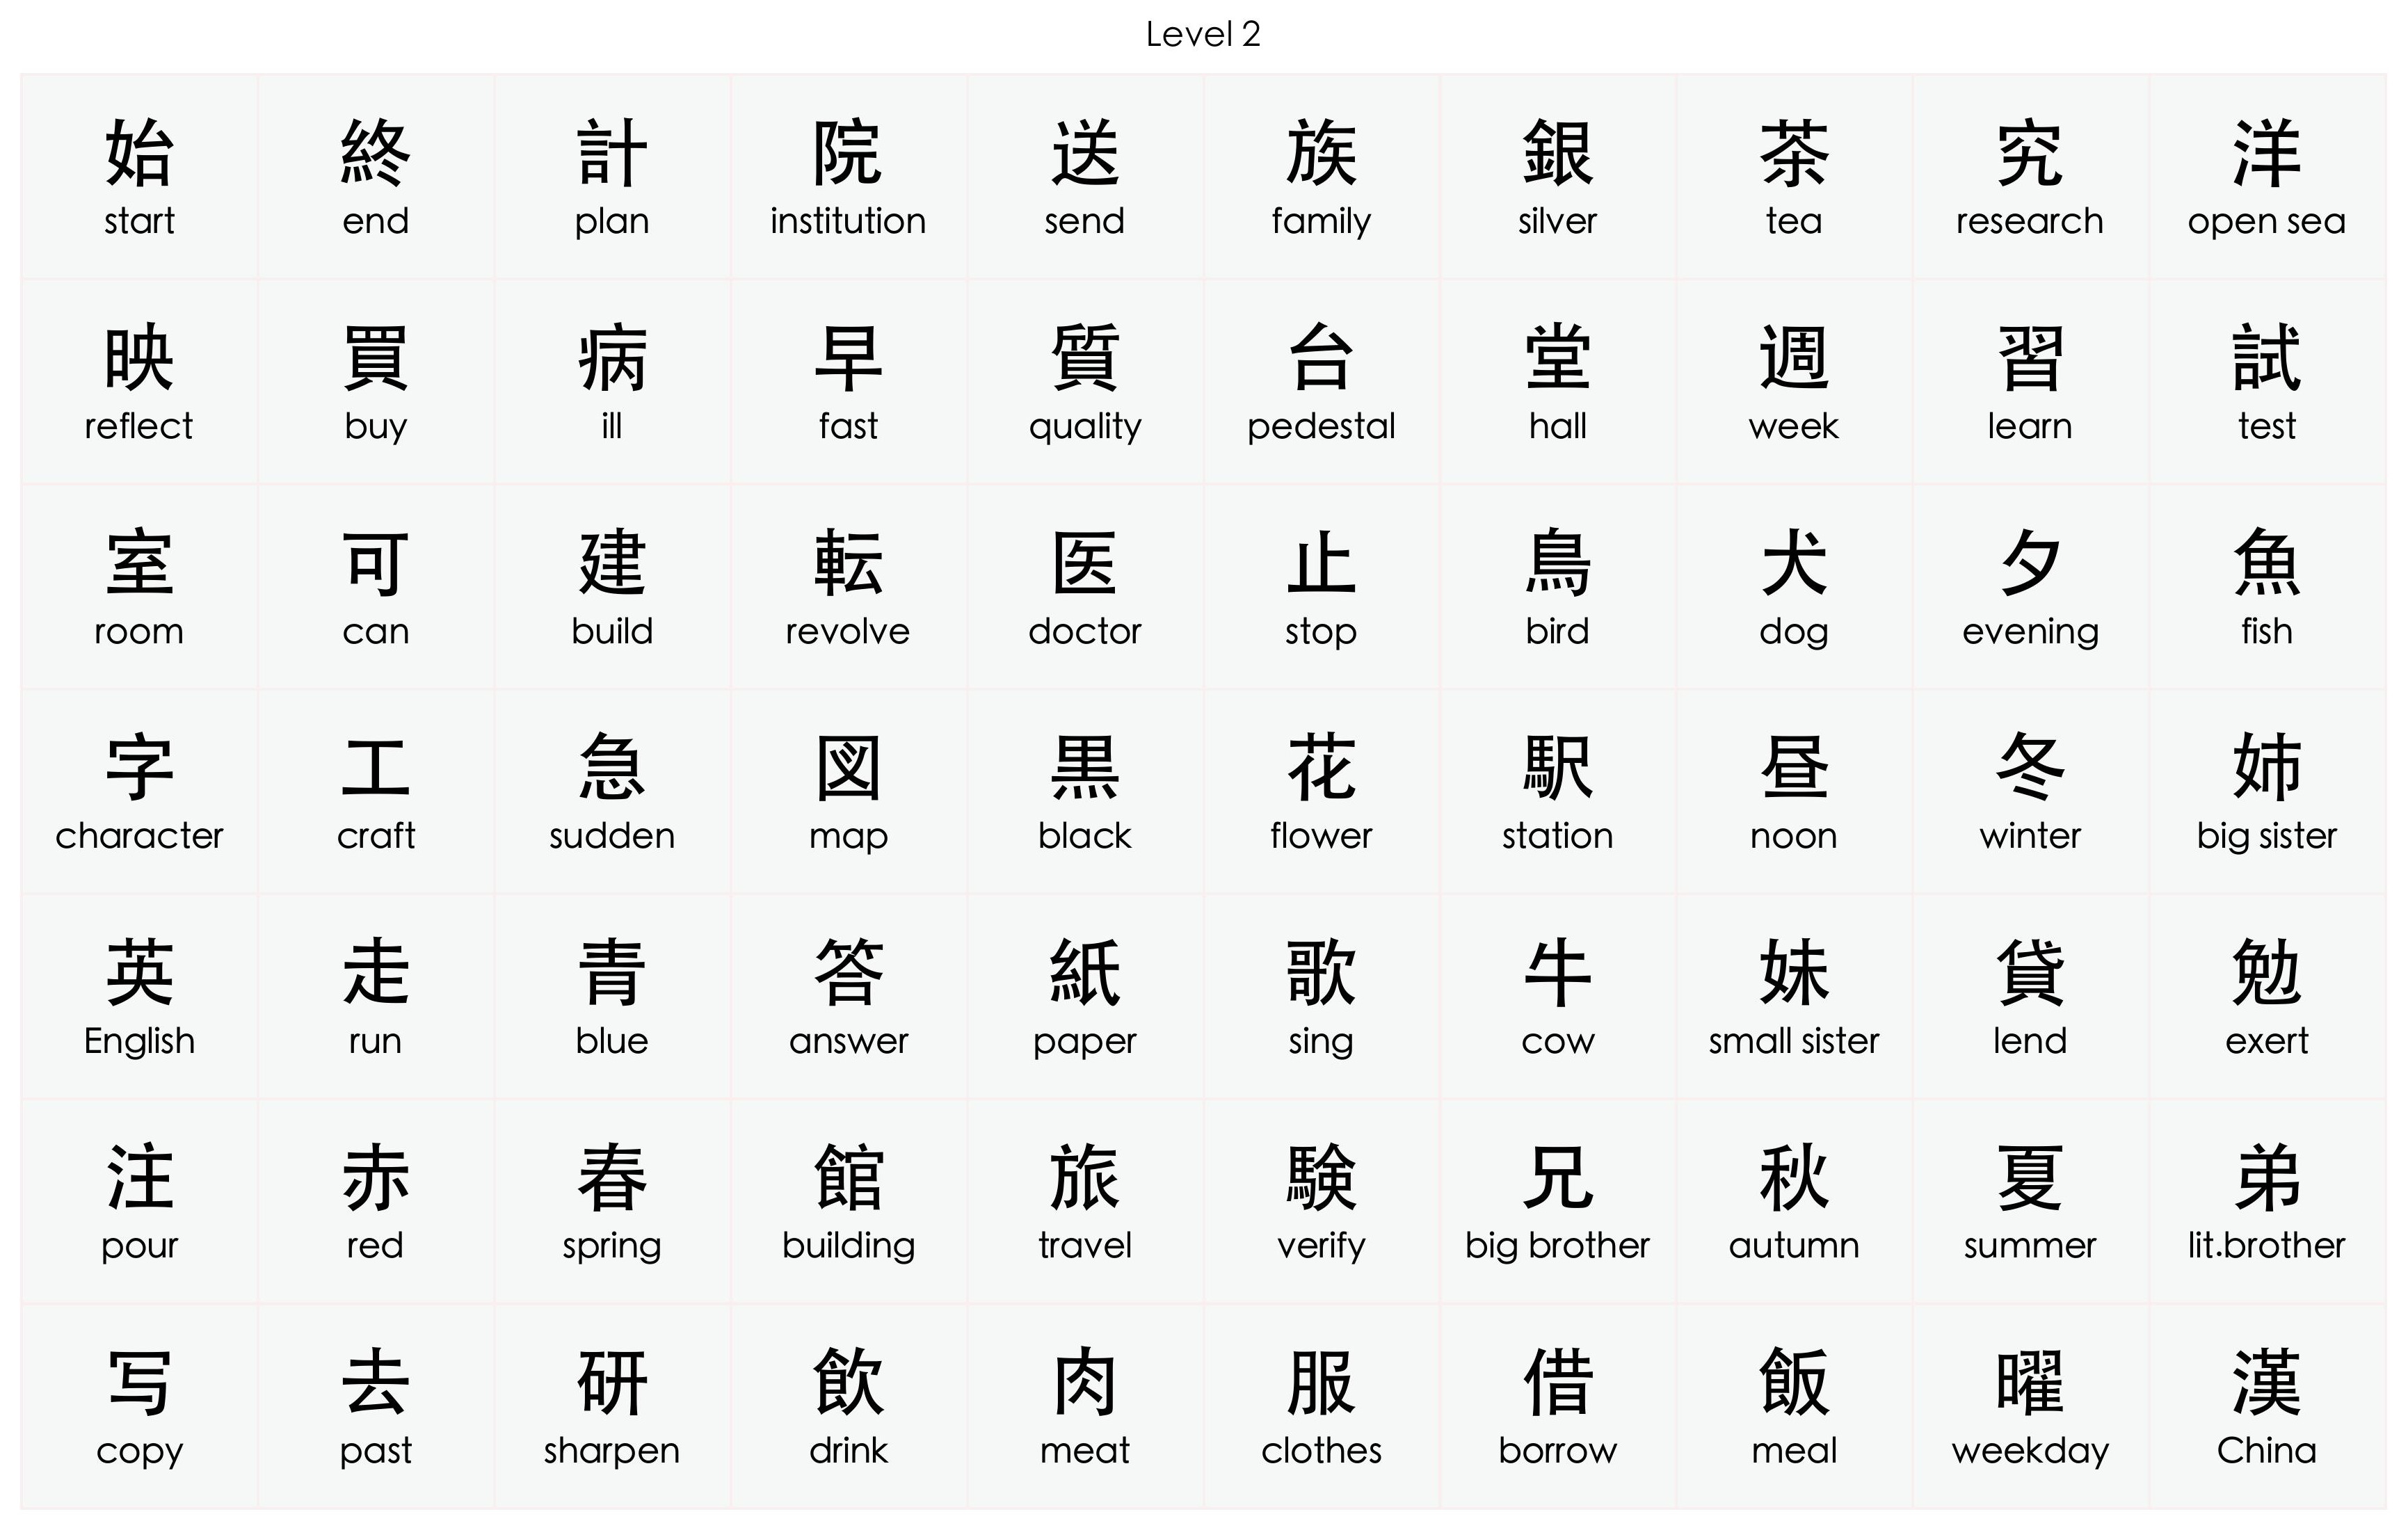 Level 2
始 終 計 院 送 族 銀 茶 究 洋
start end plan institution send family silver tea research open sea
映 買 病 早 質 台 堂 週 習 試
reflect buy ill fast quality pedestal hall week learn test
室 可 建 転 医 止 鳥 犬 夕 魚
room can build revolve doctor stop bird dog evening fish
字 工 急 図 黒 花 駅 昼 冬 姉
character craft sudden map black flower station noon winter big sister
英 走 青 答 紙 歌 牛 妹 貸 勉
English run blue answer paper sing cow small sister lend exert
注 赤 春 館 旅 験 兄 秋 夏 弟
pour red spring building travel verify big brother autumn summer lit.brother
写 去 研 飲 肉 服 借 飯 曜 漢
copy past sharpen drink meat clothes borrow meal weekday China